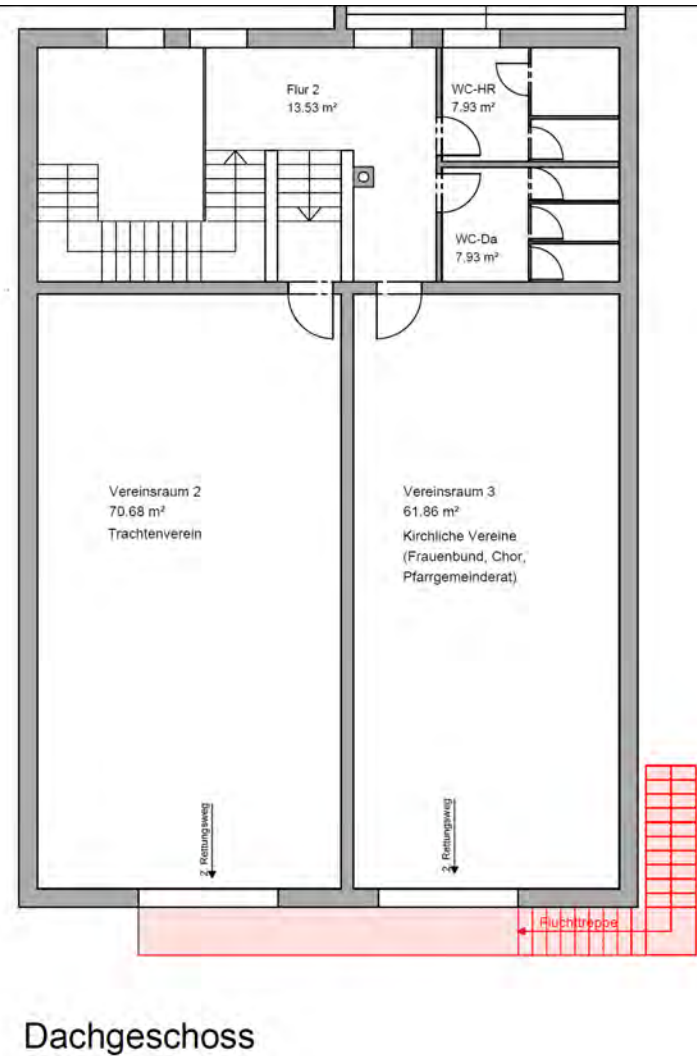 Flur 2
13.53 m²
WC-HR
7.93 m²
WC-Da
7.93 m²
Vereinsraum 2
70.68 m²
Trachtenverein
Vereinsraum 3
61.86 m²
Kirchliche Vereine
(Frauenbund, Chor,
Pfarrgemeinderat)
2. Rettungsweg
2. Rettungsweg
Fluchttreppe
Dachgeschoss